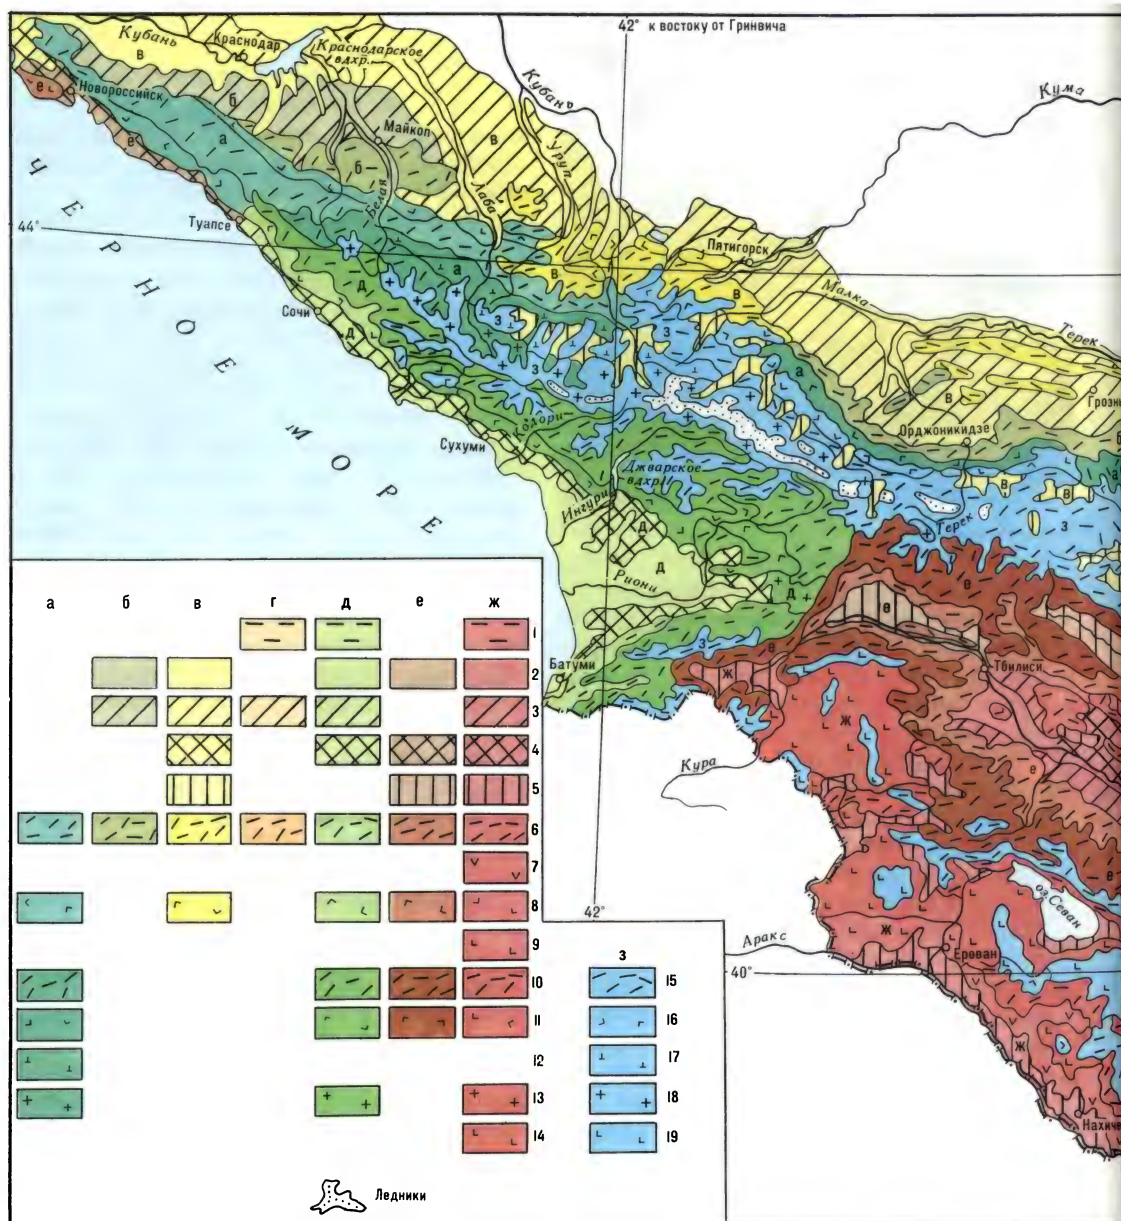 42° к востоку от Гринвича
Кубань
Краснодар
Краснодарское
вдхр.
в
Кубань
Кума
е
Новороссийск
б
а
Майкоп
в
Уруп
е
б
Лаба
Белая
Туапсе
44°
Пятигорск
а
в
в
Малка
д
Терек
Сочи
д
з
з
з
а
в
Грозн
Кодори
Орджоникидзе
б
Сухуми
Джварское
вдхр.
в
в
а
Ингури
д
Терек
з
ЧЕРНОЕ МОРЕ
д
Риони
д
е
е
з
е
Батуми
Тбилиси
ж
ж
Кура
е
е
оз. Севан
42°
Аракс
ж
Ереван
40°
ж
Нахиче
а б в г д е ж
1
2
3
4
5
6
7
8
9
10
11
12
13
14
з
15
16
17
18
19
Ледники